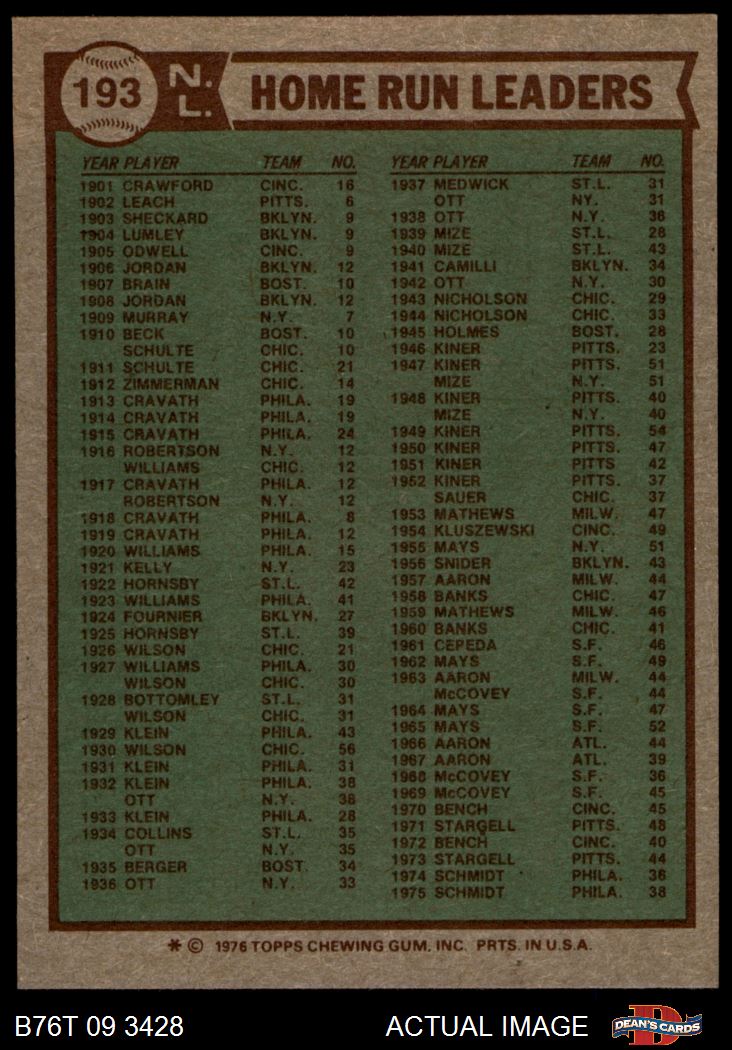 193 N.L. HOME RUN LEADERS
YEAR PLAYER TEAM NO.
1901 CRAWFORD CINC. 16
1902 LEACH PITTS. 6
1903 SHECKARD BKLYN. 9
1904 LUMLEY BKLYN. 9
1905 ODWELL CINC. 9
1906 JORDAN BKLYN. 12
1907 BRAIN BOST. 10
1908 JORDAN BKLYN. 12
1909 MURRAY N.Y. 7
1910 BECK BOST. 10
SCHULTE CHIC. 10
1911 SCHULTE CHIC. 21
1912 ZIMMERMAN CHIC. 14
1913 CRAVATH PHILA. 19
1914 CRAVATH PHILA. 19
1915 CRAVATH PHILA. 24
1916 ROBERTSON N.Y. 12
WILLIAMS CHIC. 12
1917 CRAVATH PHILA. 12
ROBERTSON N.Y. 12
1918 CRAVATH PHILA. 8
1919 CRAVATH PHILA. 12
1920 WILLIAMS PHILA. 15
1921 KELLY N.Y. 23
1922 HORNSBY ST.L. 42
1923 WILLIAMS PHILA. 41
1924 FOURNIER BKLYN. 27
1925 HORNSBY ST.L. 39
1926 WILSON CHIC. 21
1927 WILLIAMS PHILA. 30
WILSON CHIC. 30
1928 BOTTOMLEY ST.L. 31
WILSON CHIC. 31
1929 KLEIN PHILA. 43
1930 WILSON CHIC. 56
1931 KLEIN PHILA. 31
1932 KLEIN PHILA. 38
OTT N.Y. 38
1933 KLEIN PHILA. 28
1934 COLLINS ST.L. 35
OTT N.Y. 35
1935 BERGER BOST. 34
1936 OTT N.Y. 33
YEAR PLAYER TEAM NO.
1937 MEDWICK ST.L. 31
OTT NY. 31
1938 OTT N.Y. 36
1939 MIZE ST.L. 28
1940 MIZE ST.L. 43
1941 CAMILLI BKLYN. 34
1942 OTT N.Y. 30
1943 NICHOLSON CHIC. 29
1944 NICHOLSON CHIC. 33
1945 HOLMES BOST. 28
1946 KINER PITTS. 23
1947 KINER PITTS. 51
MIZE N.Y. 51
1948 KINER PITTS. 40
MIZE N.Y. 40
1949 KINER PITTS. 54
1950 KINER PITTS. 47
1951 KINER PITTS 42
1952 KINER PITTS. 37
SAUER CHIC. 37
1953 MATHEWS MILW. 47
1954 KLUSZEWSKI CINC. 49
1955 MAYS N.Y. 51
1956 SNIDER BKLYN. 43
1957 AARON MILW. 44
1958 BANKS CHIC. 47
1959 MATHEWS MILW. 46
1960 BANKS CHIC. 41
1961 CEPEDA S.F. 46
1962 MAYS S.F. 49
1963 AARON MILW. 44
McCOVEY S.F. 44
1964 MAYS S.F. 47
1965 MAYS S.F. 52
1966 AARON ATL. 44
1967 AARON ATL. 39
1968 McCOVEY S.F. 36
1969 McCOVEY S.F. 45
1970 BENCH CINC. 45
1971 STARGELL PITTS. 48
1972 BENCH CINC. 40
1973 STARGELL PITTS. 44
1974 SCHMIDT PHILA. 36
1975 SCHMIDT PHILA. 38
* © 1976 TOPPS CHEWING GUM, INC. PRTS. IN U.S.A.
B76T 09 3428 ACTUAL IMAGE DEAN'S CARDS